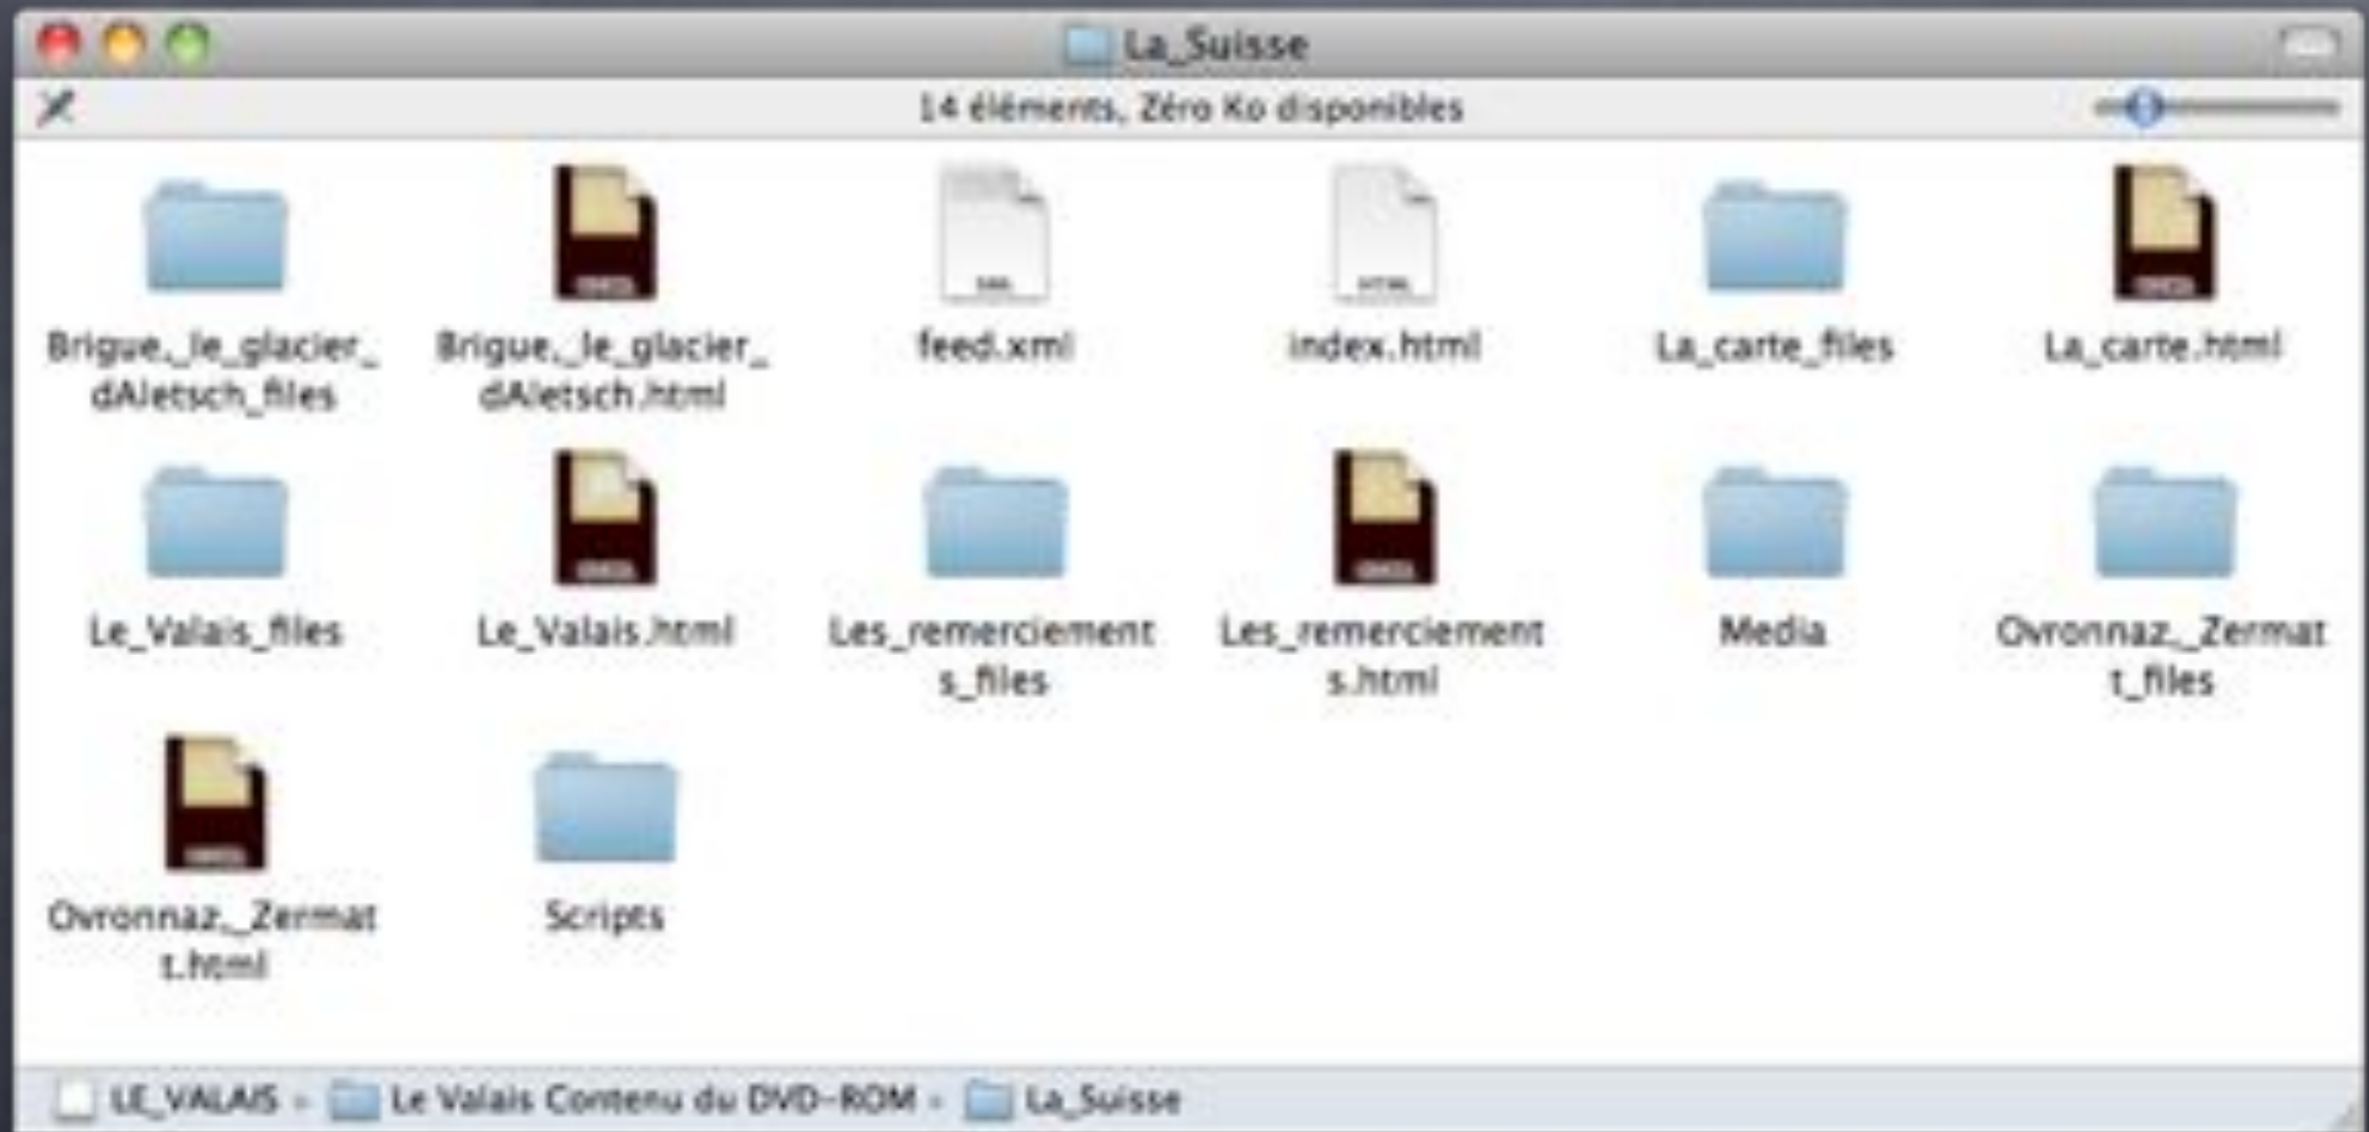 La_Suisse
14 éléments, Zéro Ko disponibles
XML
HTML
Brigue,_le_glacier_
dAletsch_files
Brigue,_le_glacier_
dAletsch.html
feed.xml
index.html
La_carte_files
La_carte.html
Le_Valais_files
Le_Valais.html
Les_remerciement
s_files
Les_remerciement
s.html
Media
Ovronnaz,_Zermat
t_files
Ovronnaz,_Zermat
t.html
Scripts
LE_VALAIS
Le Valais Contenu du DVD-ROM
La_Suisse